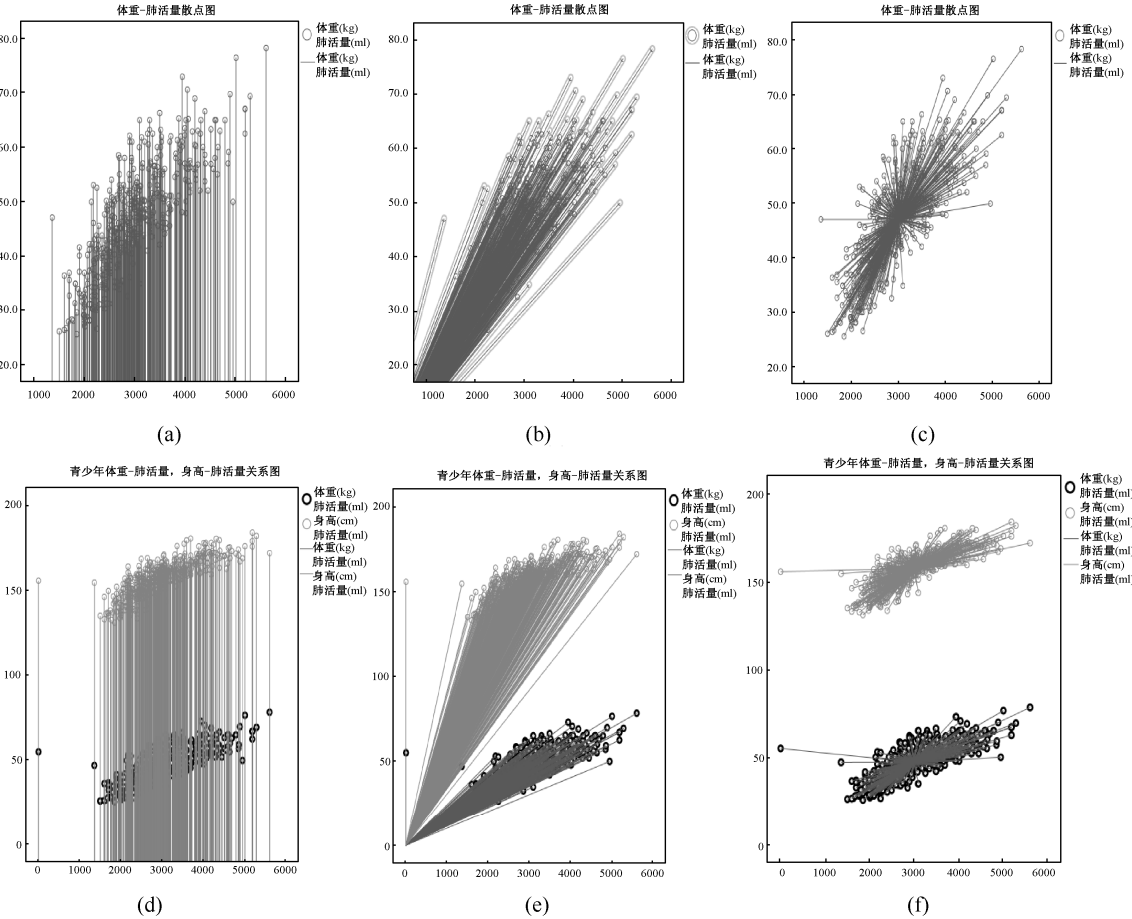 体重-肺活量散点图
80.0
70.0
60.0
50.0
40.0
30.0
20.0
1000 2000 3000 4000 5000 6000
体重(kg)
肺活量(ml)
体重(kg)
肺活量(ml)
(a)
体重-肺活量散点图
80.0
70.0
60.0
50.0
40.0
30.0
20.0
1000 2000 3000 4000 5000 6000
体重(kg)
肺活量(ml)
体重(kg)
肺活量(ml)
(b)
体重-肺活量散点图
80.0
70.0
60.0
50.0
40.0
30.0
20.0
1000 2000 3000 4000 5000 6000
体重(kg)
肺活量(ml)
体重(kg)
肺活量(ml)
(c)
青少年体重-肺活量，身高-肺活量关系图
200
150
100
50
0
0 1000 2000 3000 4000 5000 6000
体重(kg)
肺活量(ml)
身高(cm)
肺活量(ml)
体重(kg)
肺活量(ml)
身高(cm)
肺活量(ml)
(d)
青少年体重-肺活量，身高-肺活量关系图
200
150
100
50
0
0 1000 2000 3000 4000 5000 6000
体重(kg)
肺活量(ml)
身高(cm)
肺活量(ml)
体重(kg)
肺活量(ml)
身高(cm)
肺活量(ml)
(e)
青少年体重-肺活量，身高-肺活量关系图
200
150
100
50
0
0 1000 2000 3000 4000 5000 6000
体重(kg)
肺活量(ml)
身高(cm)
肺活量(ml)
体重(kg)
肺活量(ml)
身高(cm)
肺活量(ml)
(f)